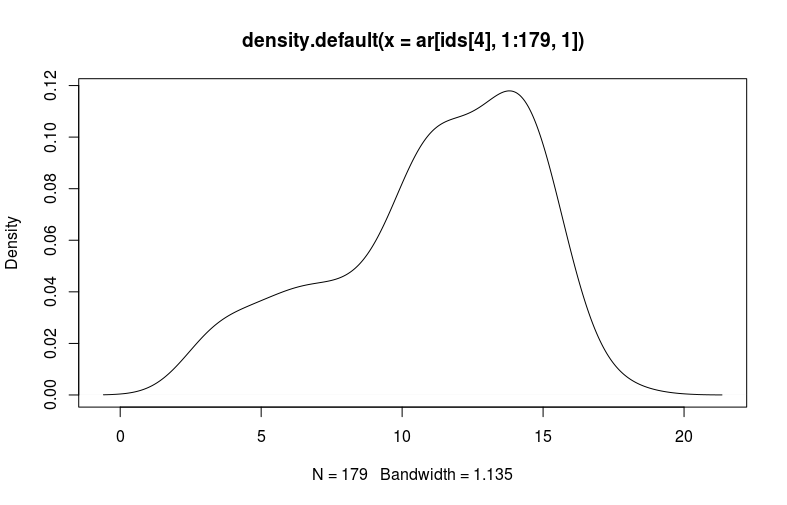 density.default(x = ar[ids[4], 1:179, 1])
Density
0.12
0.10
0.08
0.06
0.04
0.02
0.00
0 5 10 15 20
N = 179 Bandwidth = 1.135